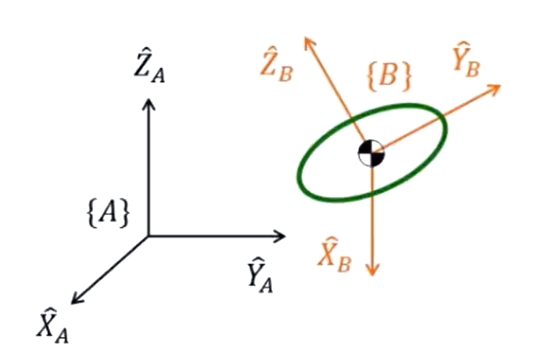 Ẑ_A
{A}
Ŷ_A
X̂_A
Ẑ_B
{B}
Ŷ_B
X̂_B